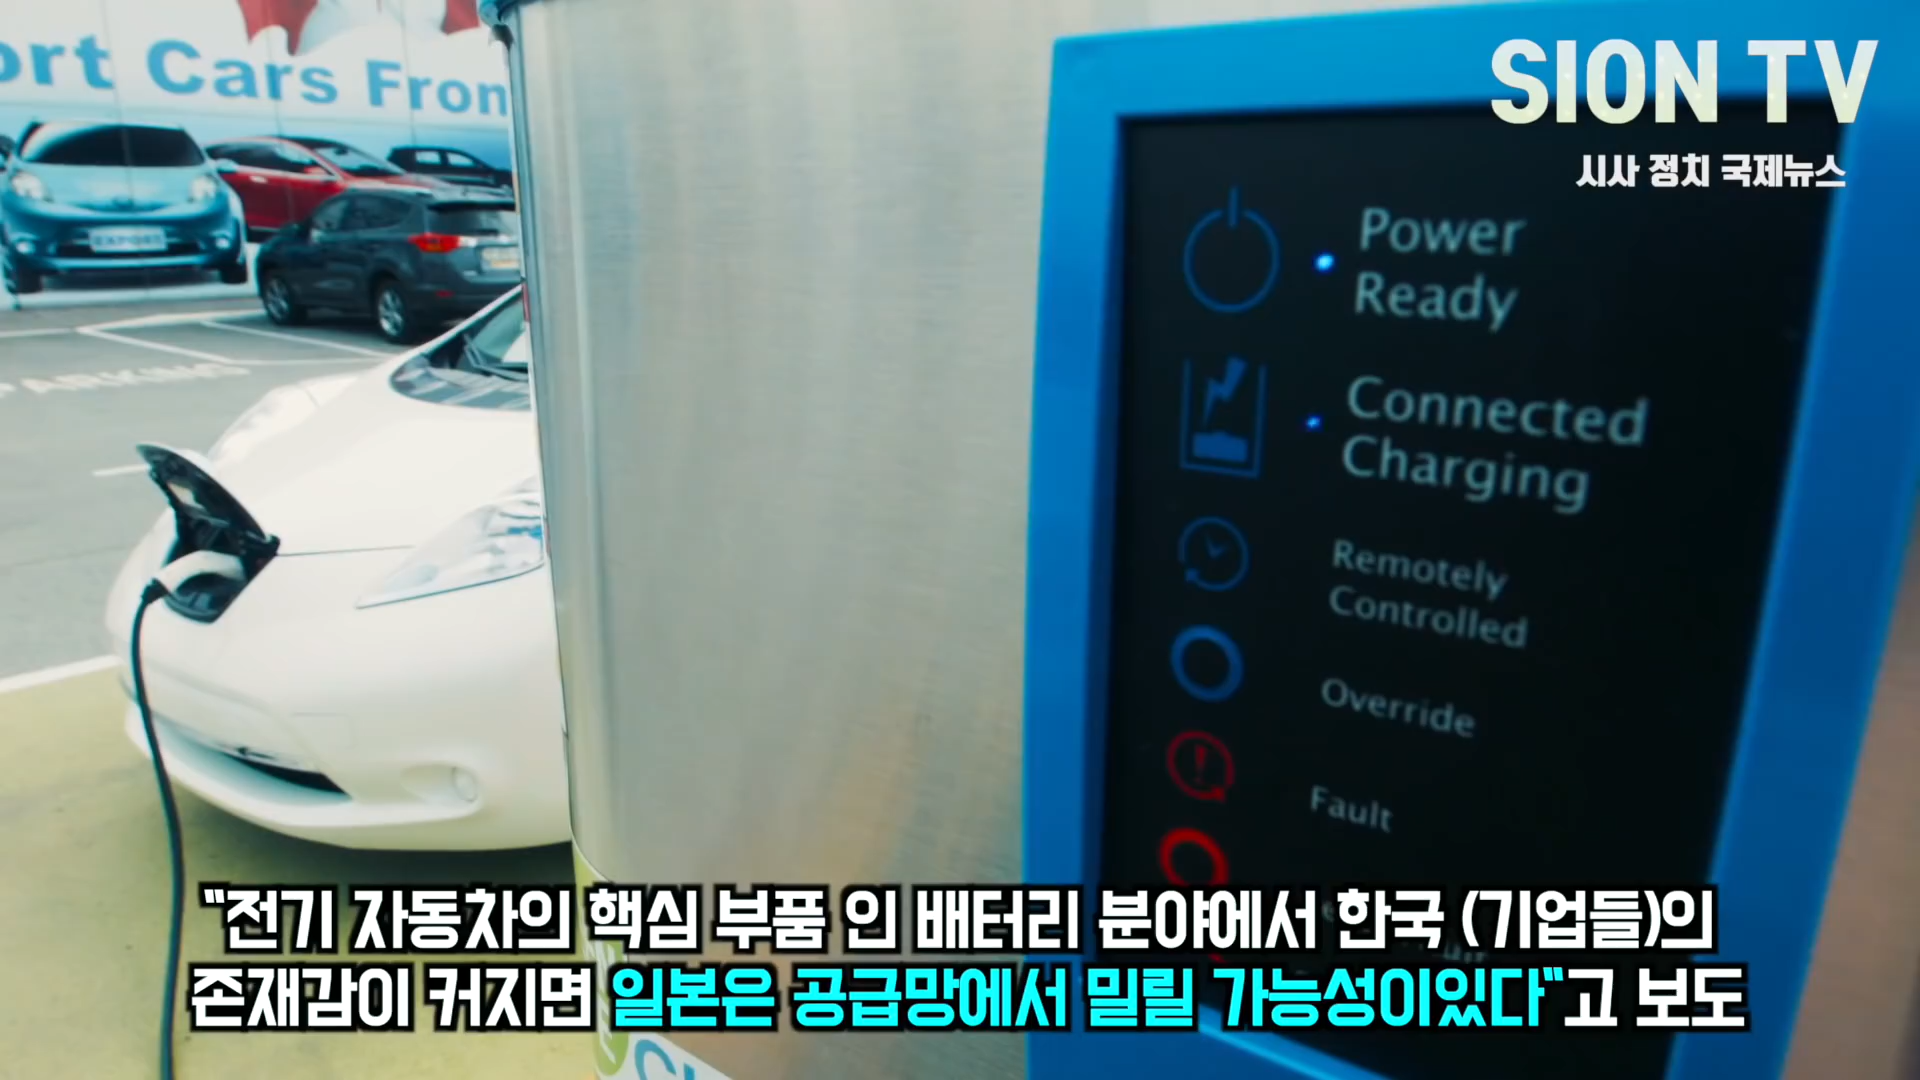 Cars From
SION TV
시사 정치 국제뉴스
EXPORT
PARKING
Power
Ready
Connected
Charging
Remotely
Controlled
Override
Fault
"전기 자동차의 핵심 부품 인 배터리 분야에서 한국 (기업들)의
존재감이 커지면 일본은 공급망에서 밀릴 가능성이있다"고 보도